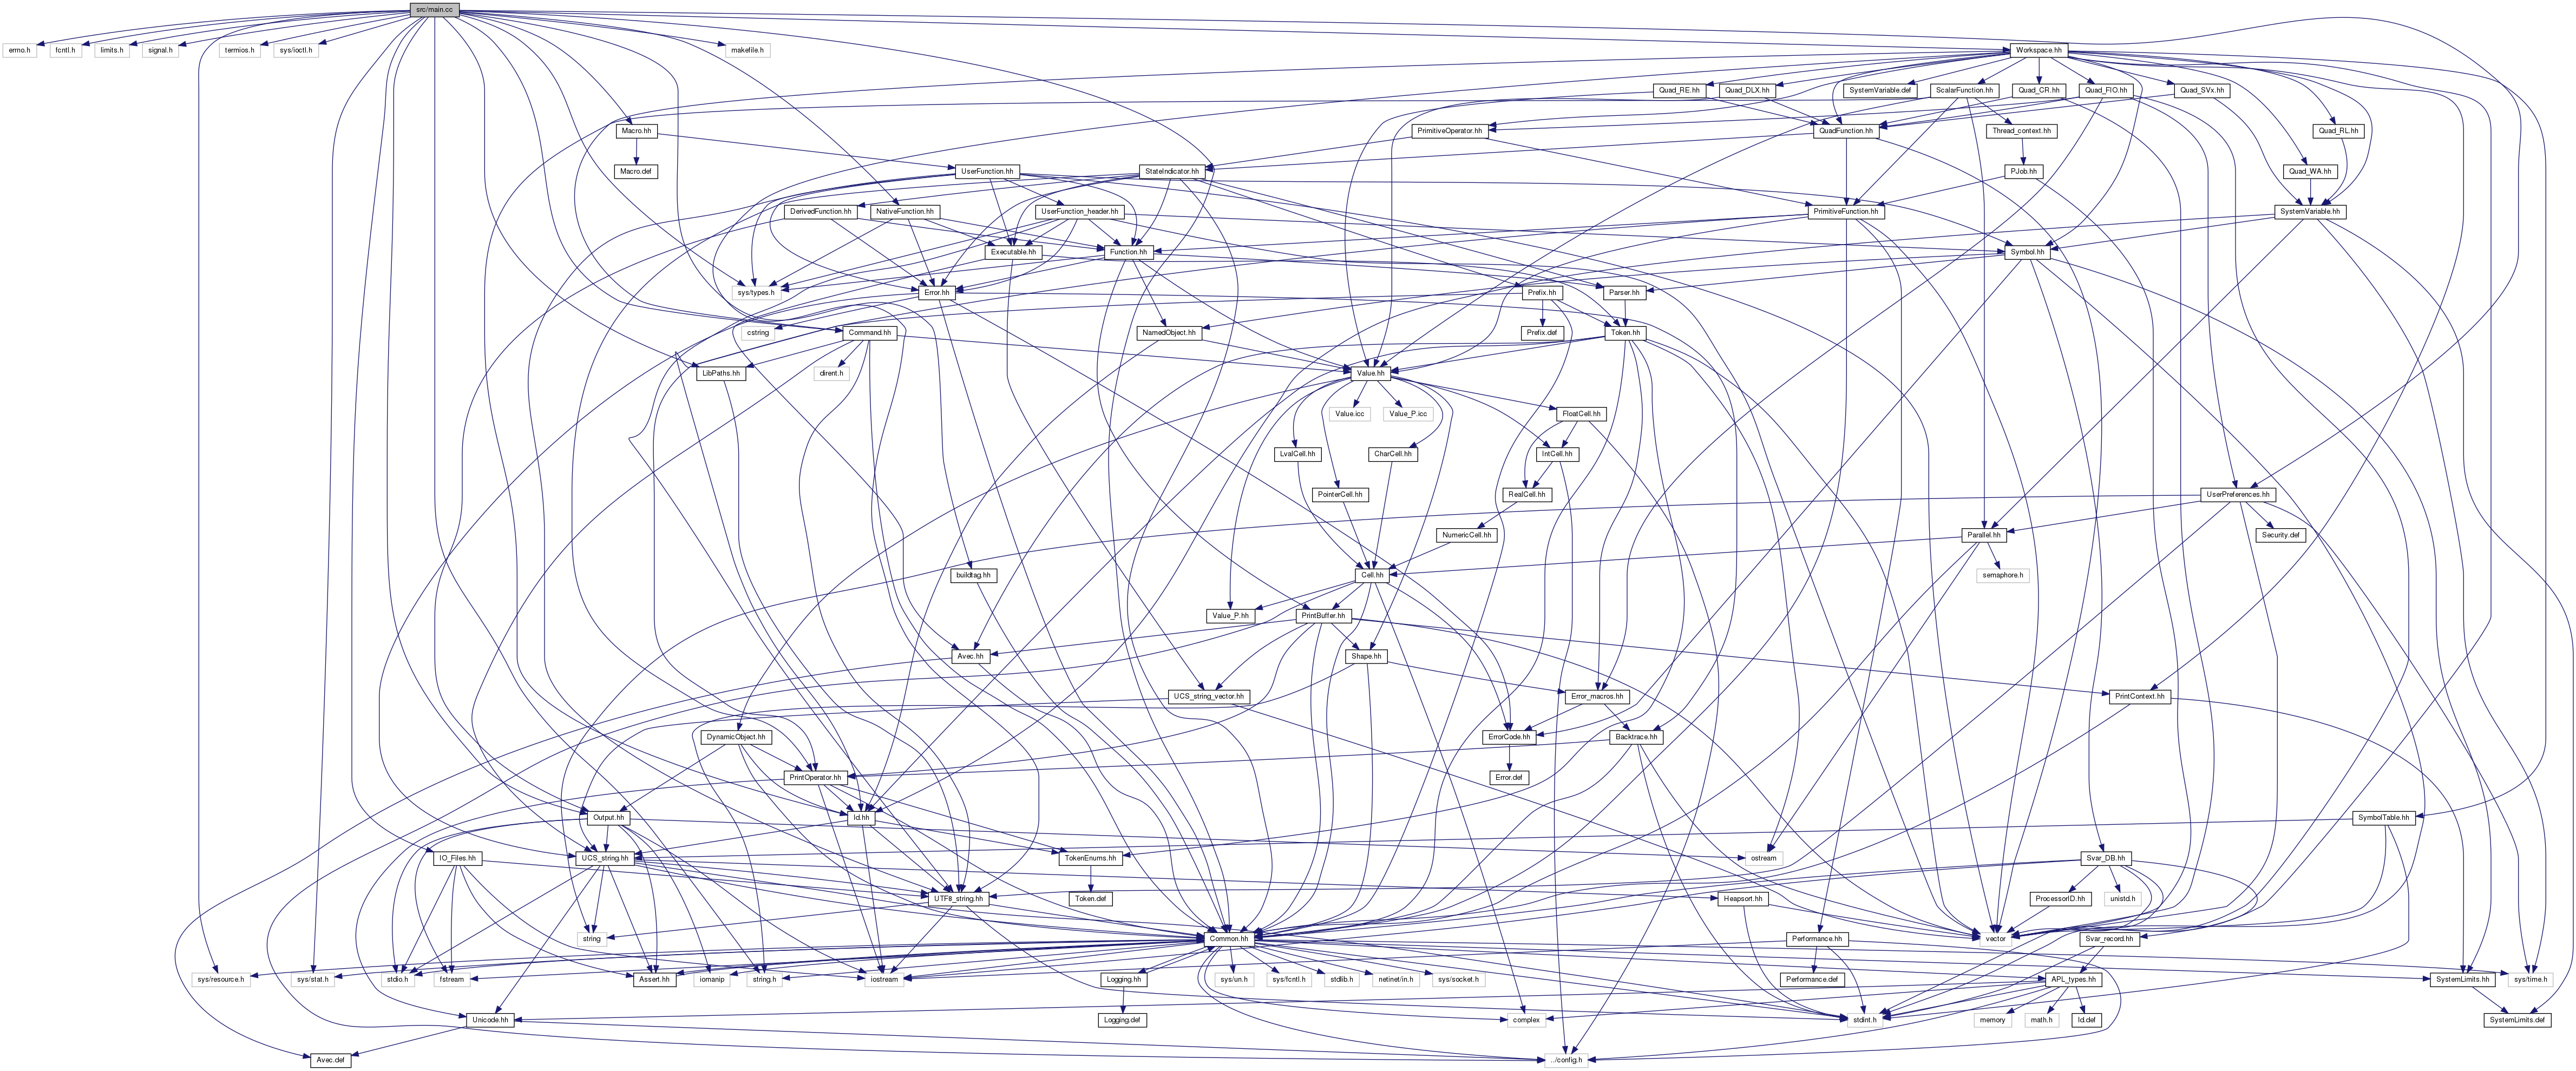 src/main.cc
errno.h
fcntl.h
limits.h
signal.h
termios.h
sys/ioctl.h
makefile.h
Workspace.hh
Quad_RE.hh
Quad_DLX.hh
SystemVariable.def
ScalarFunction.hh
Quad_CR.hh
Quad_FIO.hh
Quad_SVx.hh
Macro.hh
PrimitiveOperator.hh
QuadFunction.hh
Thread_context.hh
Quad_RL.hh
Macro.def
UserFunction.hh
StateIndicator.hh
PJob.hh
Quad_WA.hh
DerivedFunction.hh
NativeFunction.hh
UserFunction_header.hh
PrimitiveFunction.hh
SystemVariable.hh
Executable.hh
Function.hh
Symbol.hh
sys/types.h
Error.hh
Prefix.hh
Parser.hh
cstring
Command.hh
NamedObject.hh
Prefix.def
Token.hh
LibPaths.hh
dirent.h
Value.hh
Value.icc
Value_P.icc
FloatCell.hh
LvalCell.hh
CharCell.hh
IntCell.hh
PointerCell.hh
RealCell.hh
UserPreferences.hh
NumericCell.hh
Parallel.hh
Security.def
buildtag.hh
Cell.hh
semaphore.h
Value_P.hh
PrintBuffer.hh
Avec.hh
Shape.hh
UCS_string_vector.hh
Error_macros.hh
PrintContext.hh
DynamicObject.hh
ErrorCode.hh
Backtrace.hh
PrintOperator.hh
Error.def
Output.hh
Id.hh
SymbolTable.hh
IO_Files.hh
UCS_string.hh
TokenEnums.hh
ostream
Svar_DB.hh
UTF8_string.hh
Token.def
Heapsort.hh
ProcessorID.hh
unistd.h
string
Common.hh
Performance.hh
vector
Svar_record.hh
sys/resource.h
sys/stat.h
stdio.h
fstream
Assert.hh
iomanip
string.h
iostream
Logging.hh
sys/un.h
sys/fcntl.h
stdlib.h
netinet/in.h
sys/socket.h
Performance.def
APL_types.hh
SystemLimits.hh
sys/time.h
Unicode.hh
Logging.def
complex
stdint.h
memory
math.h
Id.def
SystemLimits.def
Avec.def
../config.h